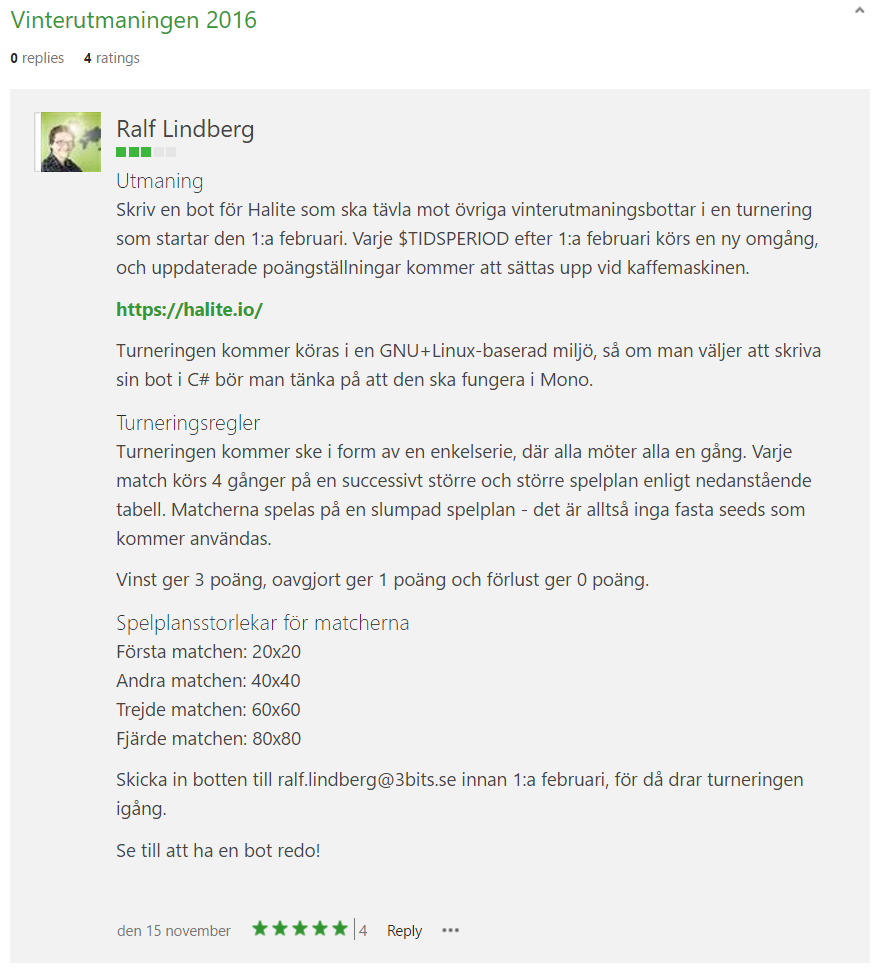 Vinterutmaningen 2016
0 replies 4 ratings
Ralf Lindberg
Utmaning
Skriv en bot för Halite som ska tävla mot övriga vinterutmaningsbottar i en turnering
som startar den 1:a februari. Varje $TIDSPERIOD efter 1:a februari körs en ny omgång,
och uppdaterade poängställningar kommer att sättas upp vid kaffemaskinen.
https://halite.io/
Turneringen kommer köras i en GNU+Linux-baserad miljö, så om man väljer att skriva
sin bot i C# bör man tänka på att den ska fungera i Mono.
Turneringsregler
Turneringen kommer ske i form av en enkelserie, där alla möter alla en gång. Varje
match körs 4 gånger på en successivt större och större spelplan enligt nedanstående
tabell. Matcherna spelas på en slumpad spelplan - det är alltså inga fasta seeds som
kommer användas.
Vinst ger 3 poäng, oavgjort ger 1 poäng och förlust ger 0 poäng.
Spelplansstorlekar för matcherna
Första matchen: 20x20
Andra matchen: 40x40
Trejde matchen: 60x60
Fjärde matchen: 80x80
Skicka in botten till ralf.lindberg@3bits.se innan 1:a februari, för då drar turneringen
igång.
Se till att ha en bot redo!
den 15 november 4 Reply •••